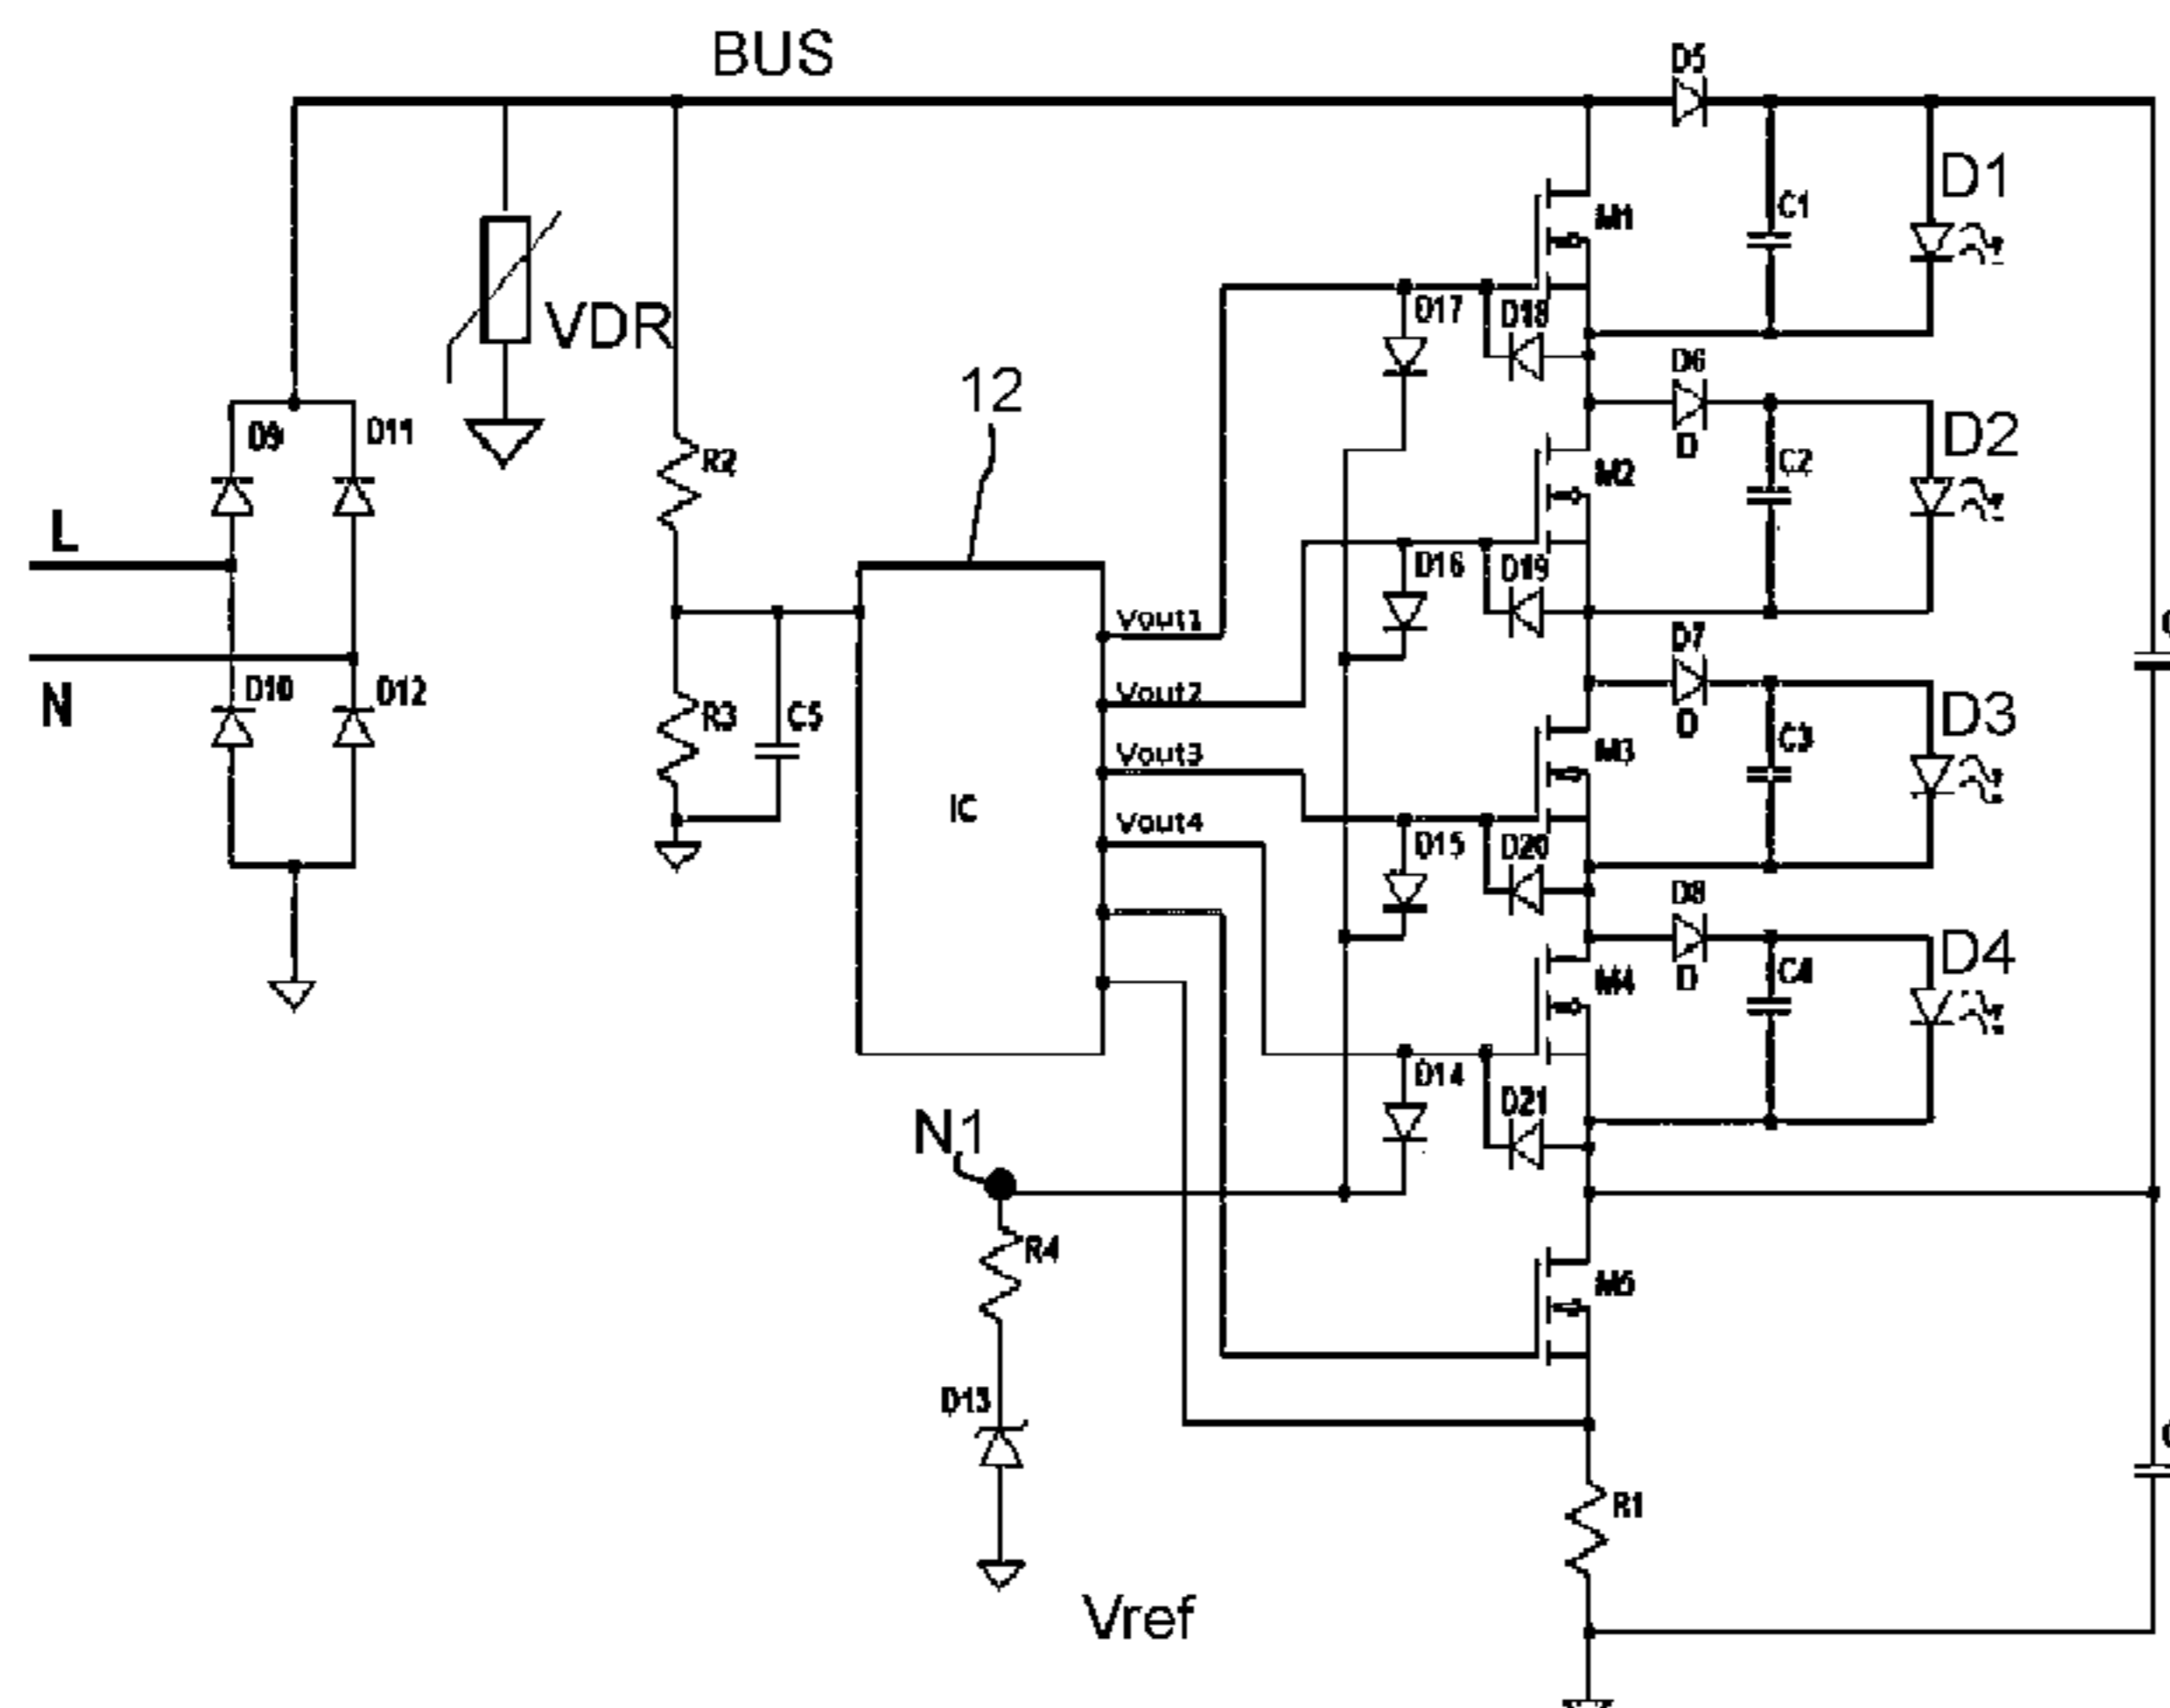 BUS
D5
D1
C1
M1
D17
D18
VDR
D6
D
D2
12
D9
D11
R2
C2
M2
L
D16
D19
Vout1
D7
D
D3
N
D10
D12
Vout2
R3
C5
C3
M3
Vout3
IC
Vout4
D15
D20
D8
D
D4
C4
M4
D14
D21
N1
R4
M5
D13
R1
Vref